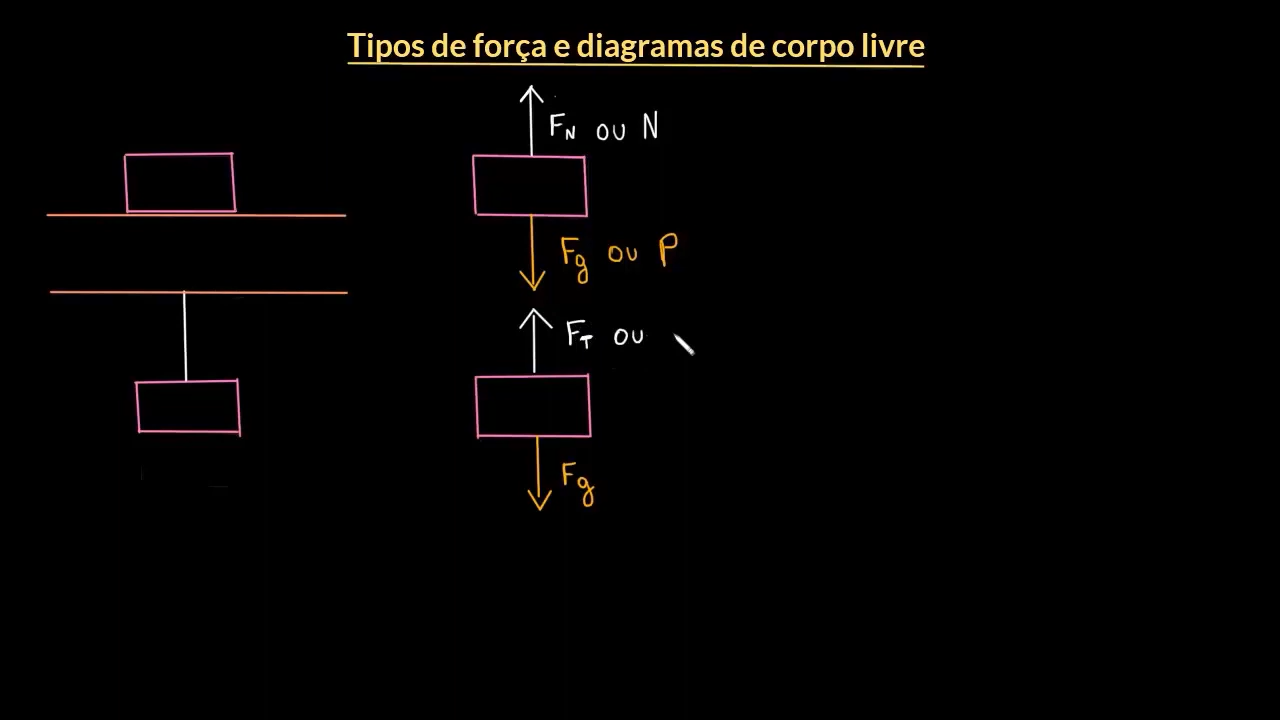 Tipos de força e diagramas de corpo livre
F_N ou N
F_g ou P
F_T ou
F_g